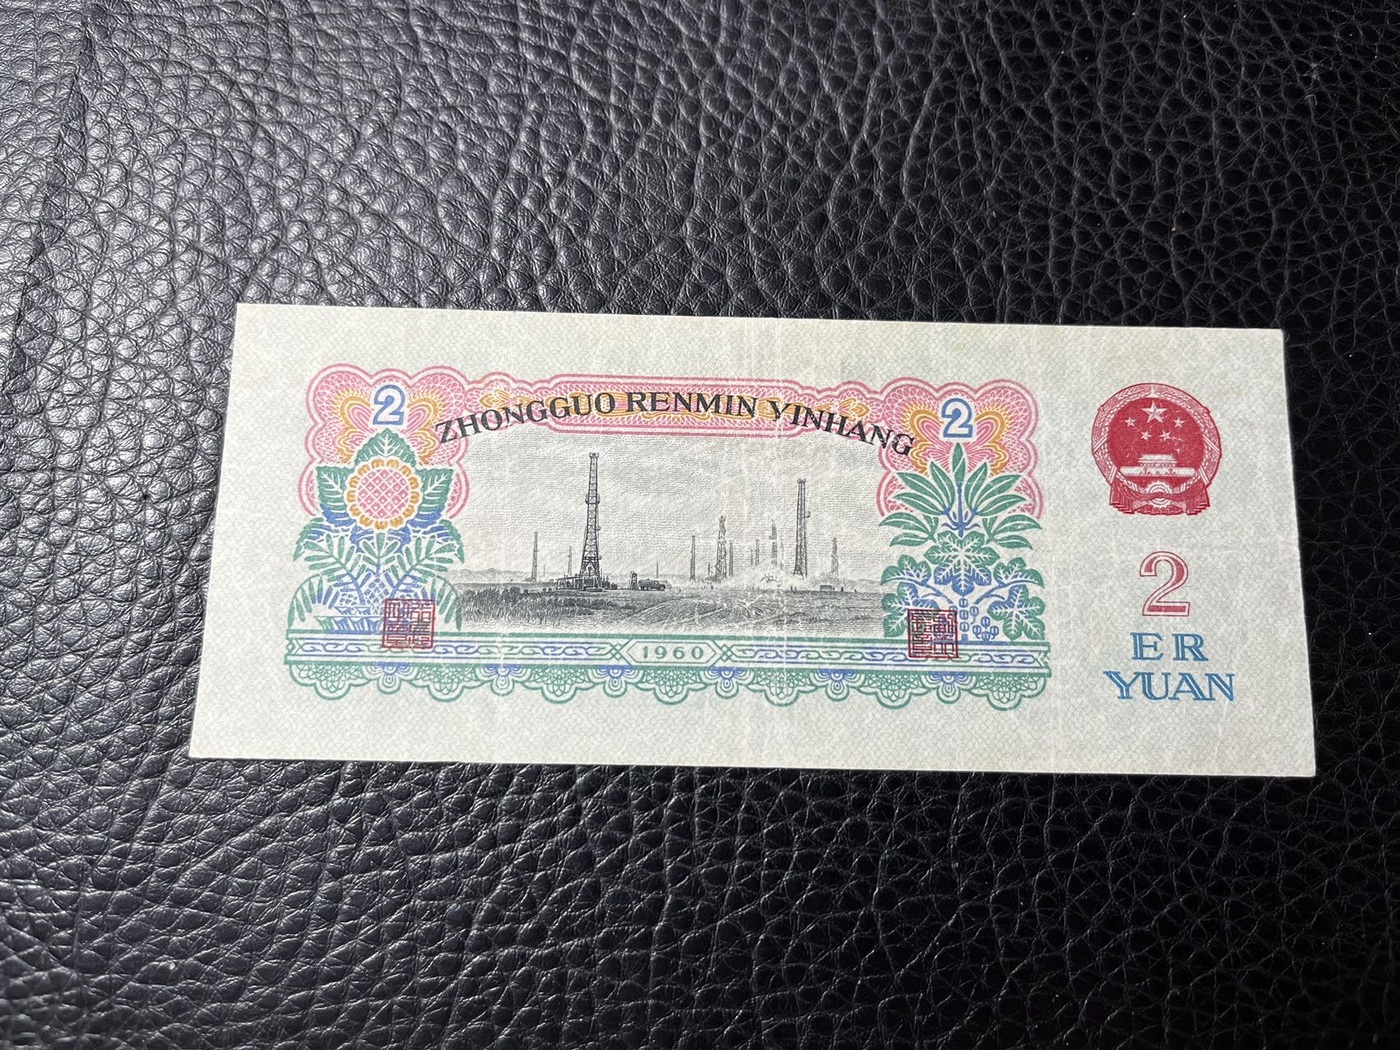 2
ZHONGGUO RENMIN YINHANG
2
1960
2
ER
YUAN